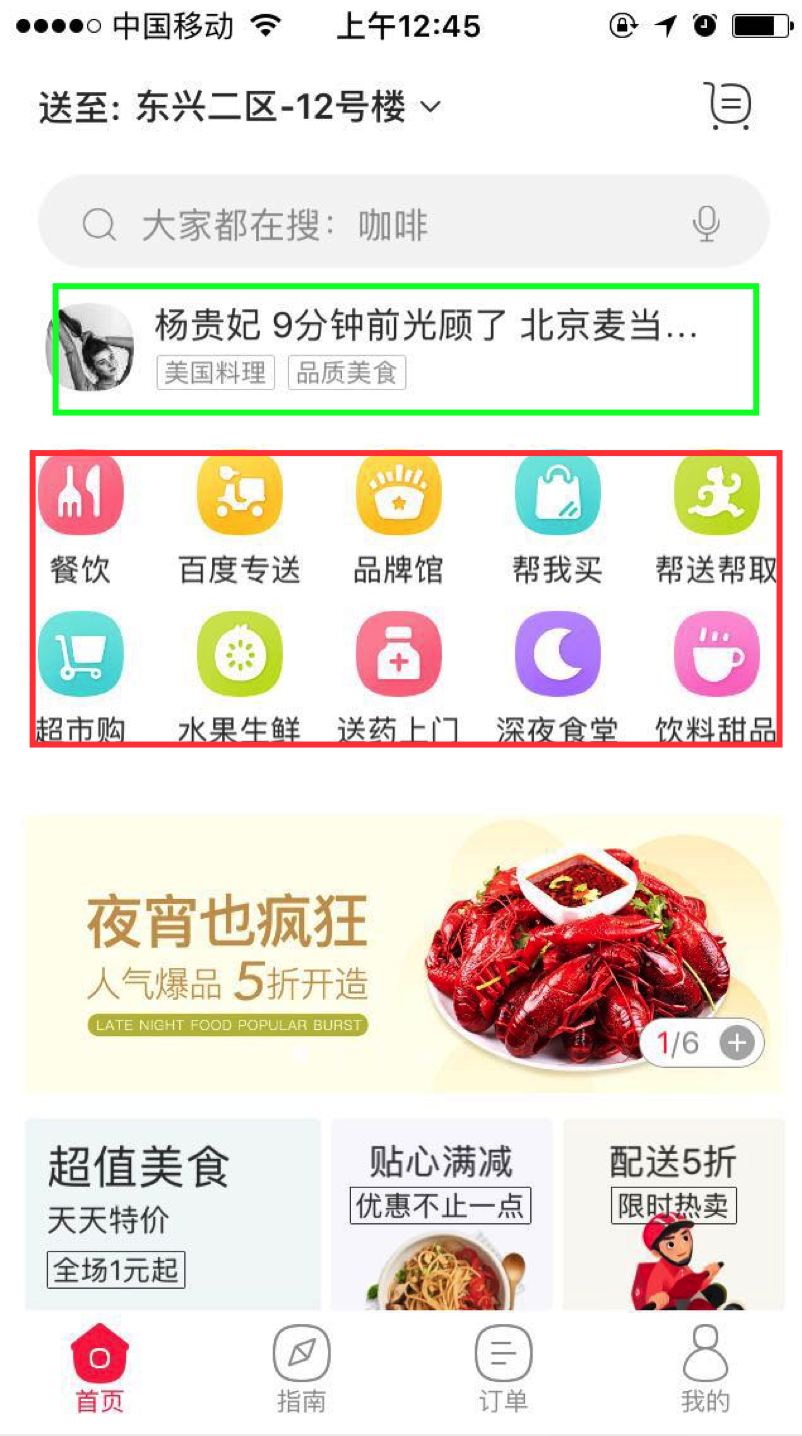 中国移动 上午12:45
送至: 东兴二区-12号楼
大家都在搜: 咖啡
杨贵妃 9分钟前光顾了 北京麦当...
美国料理 品质美食
餐饮 百度专送 品牌馆 帮我买 帮送帮取
超市购 水果生鲜 送药上门 深夜食堂 饮料甜品
夜宵也疯狂
人气爆品 5折开造
LATE NIGHT FOOD POPULAR BURST
1/6
超值美食
天天特价
全场1元起
贴心满减
优惠不止一点
配送5折
限时热卖
首页 指南 订单 我的